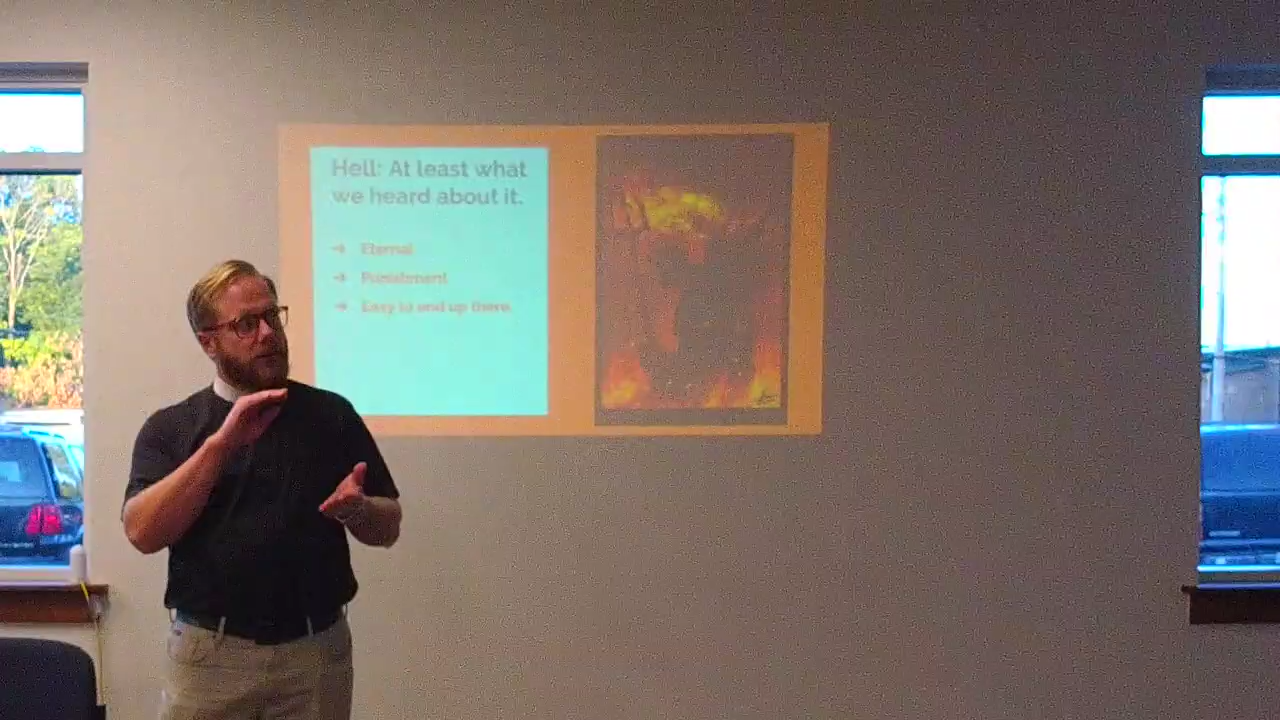 Hell: At least what
we heard about it.
➔ Eternal
➔ Punishment
➔ Easy to end up there.